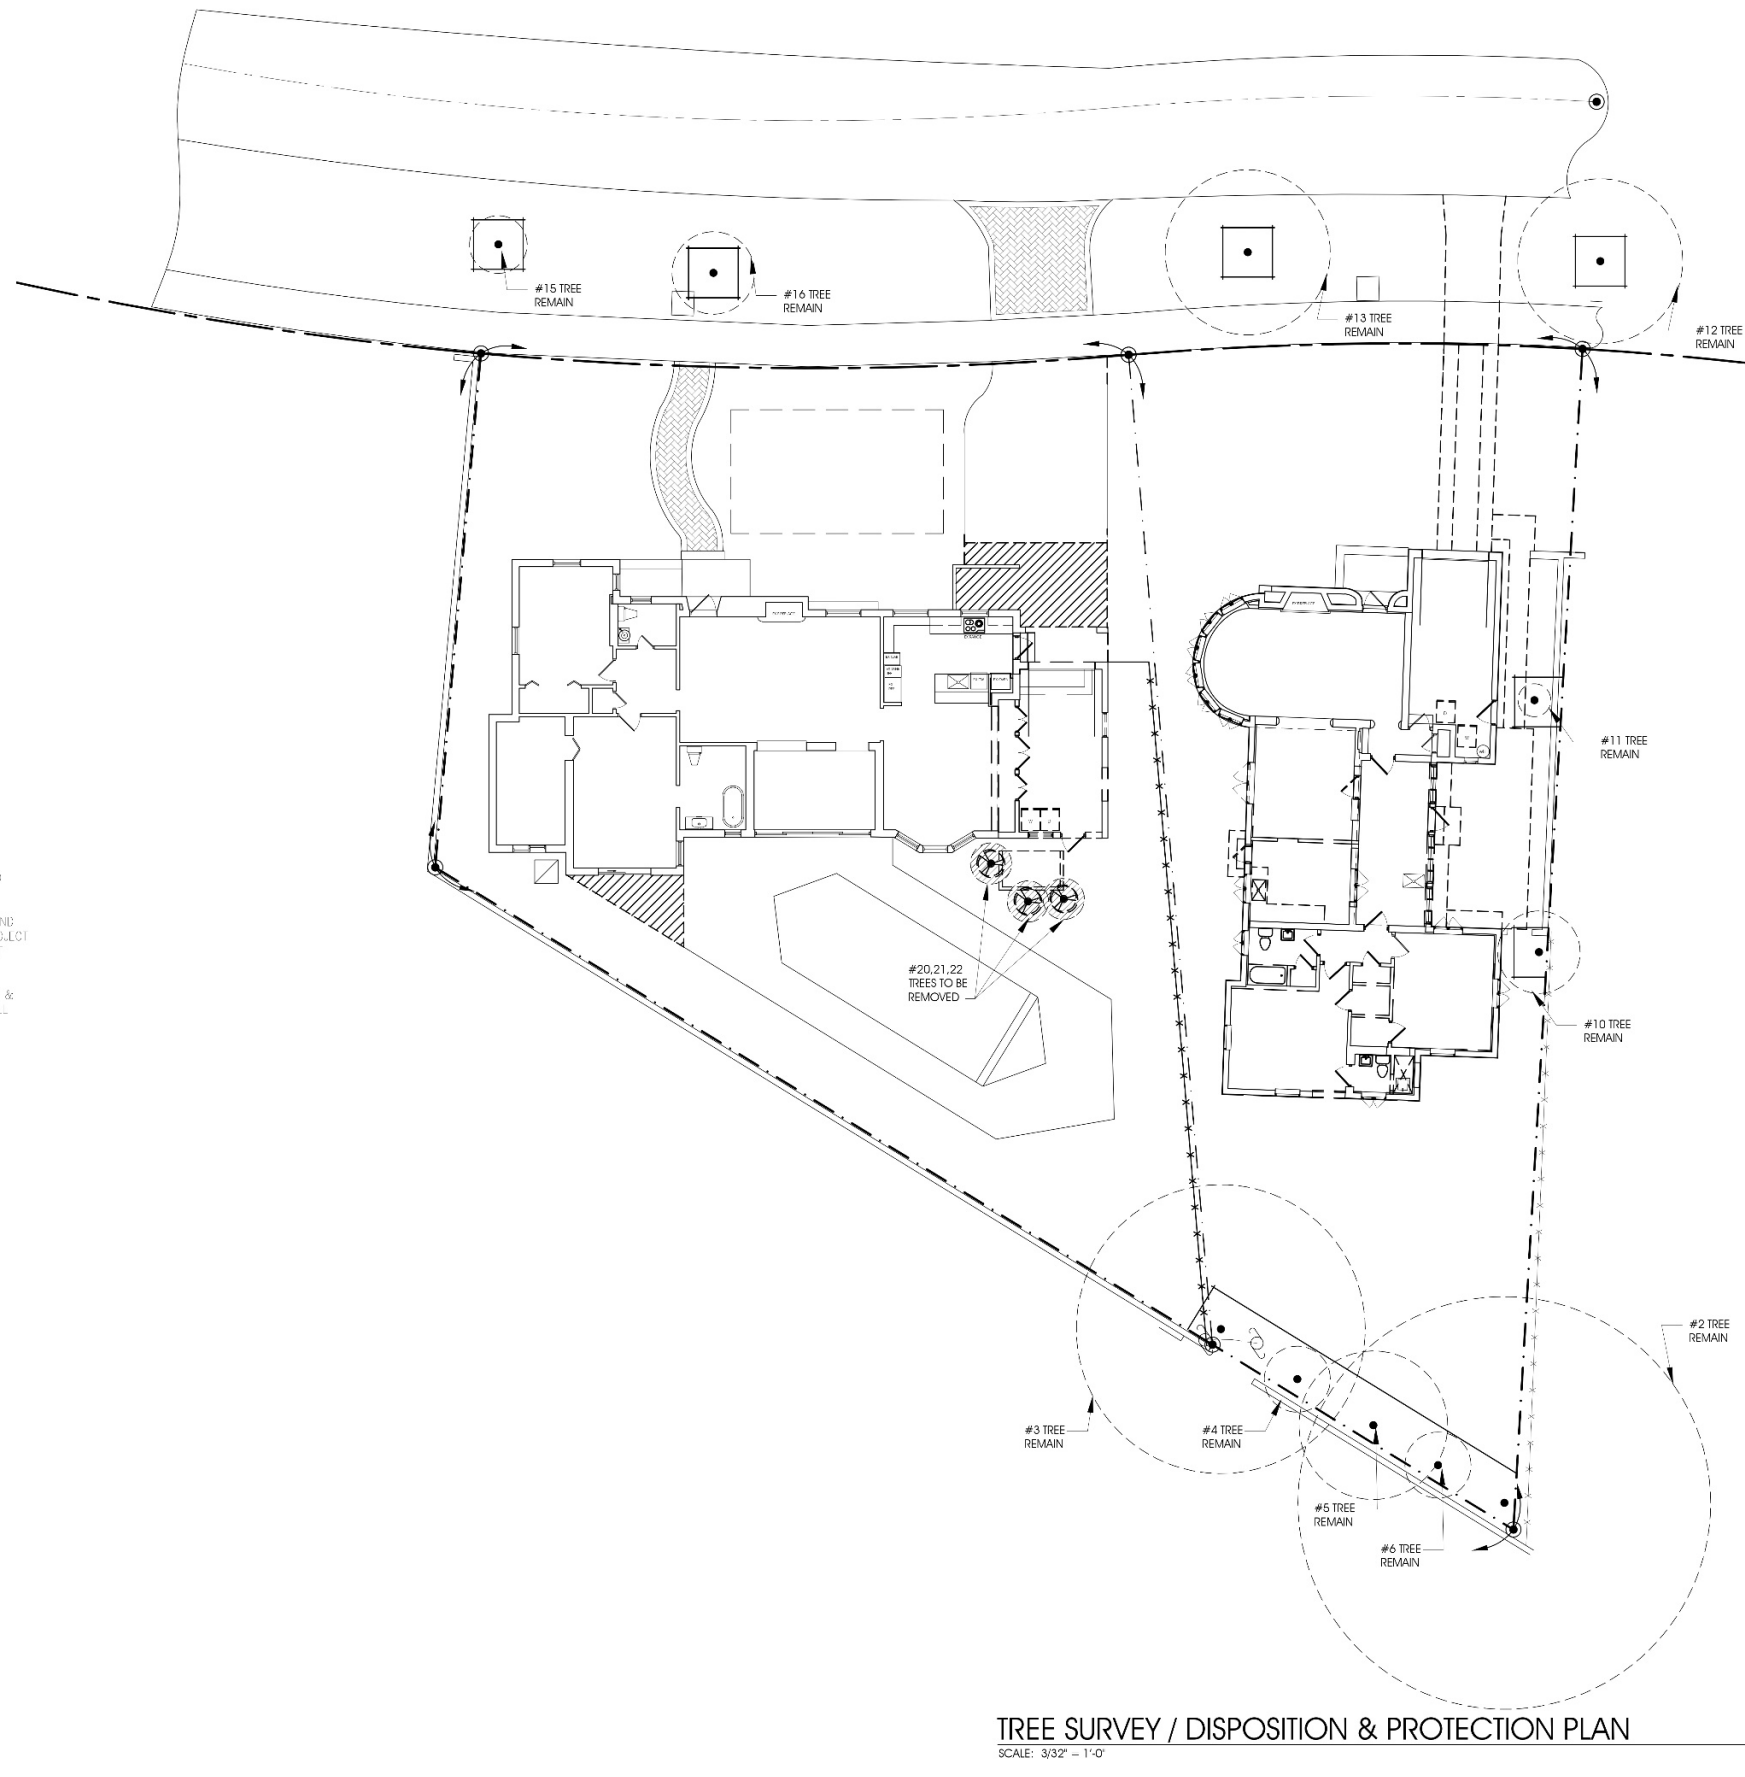 #15 TREE
REMAIN
#16 TREE
REMAIN
#13 TREE
REMAIN
#12 TREE
REMAIN
#11 TREE
REMAIN
#20,21,22
TREES TO BE
REMOVED
#10 TREE
REMAIN
#2 TREE
REMAIN
#3 TREE
REMAIN
#4 TREE
REMAIN
#5 TREE
REMAIN
#6 TREE
REMAIN
TREE SURVEY / DISPOSITION & PROTECTION PLAN
SCALE: 3/32" = 1'-0"